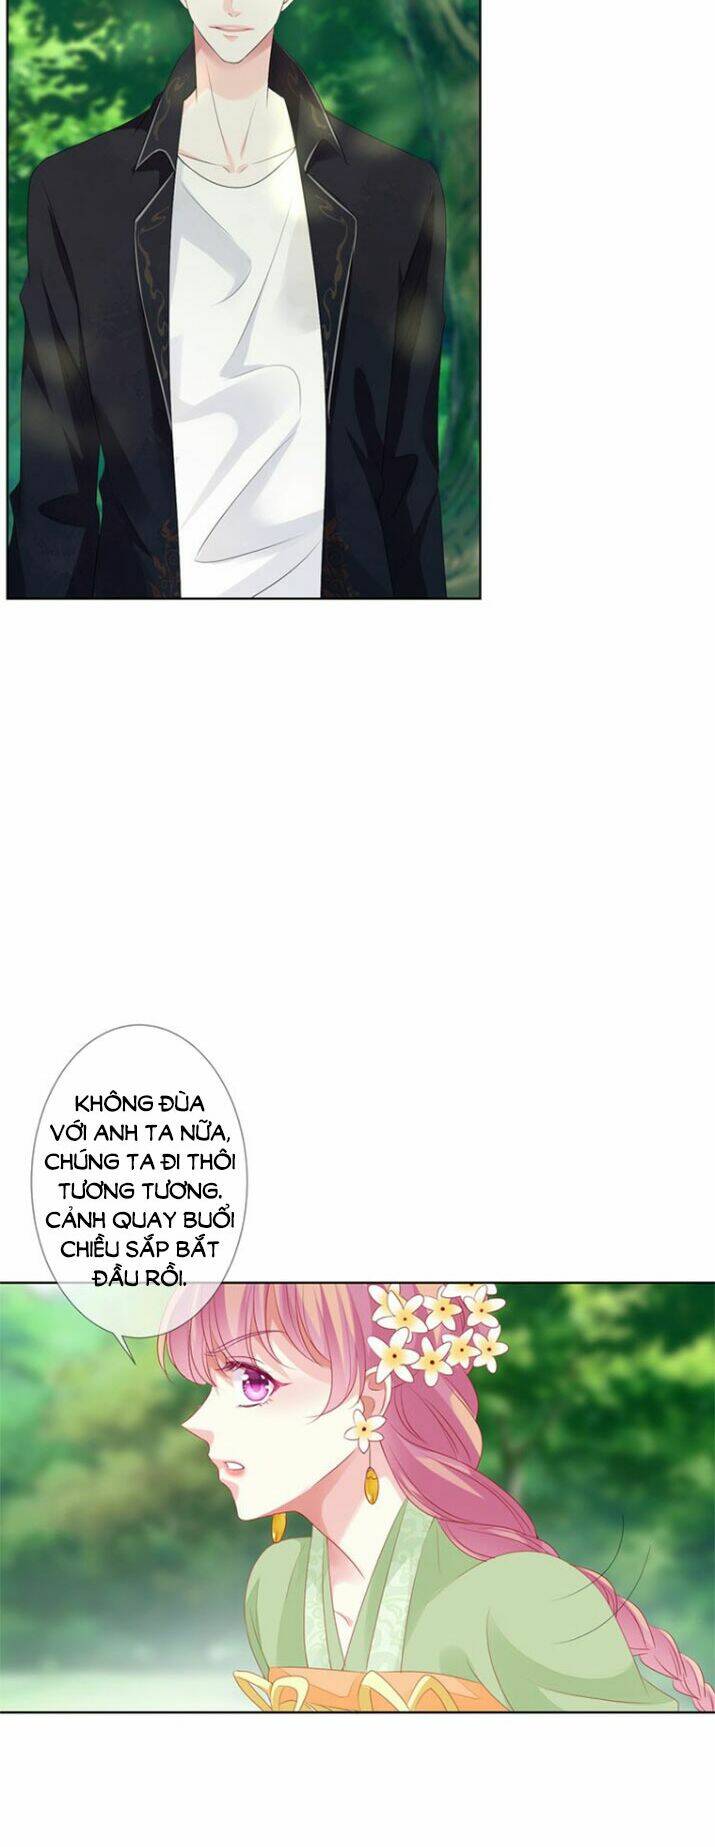 KHÔNG ĐÙA
VỚI ANH TA NỮA,
CHÚNG TA ĐI THÔI
TƯƠNG TƯƠNG.
CẢNH QUAY BUỔI
CHIỀU SẮP BẮT
ĐẦU RỒI.